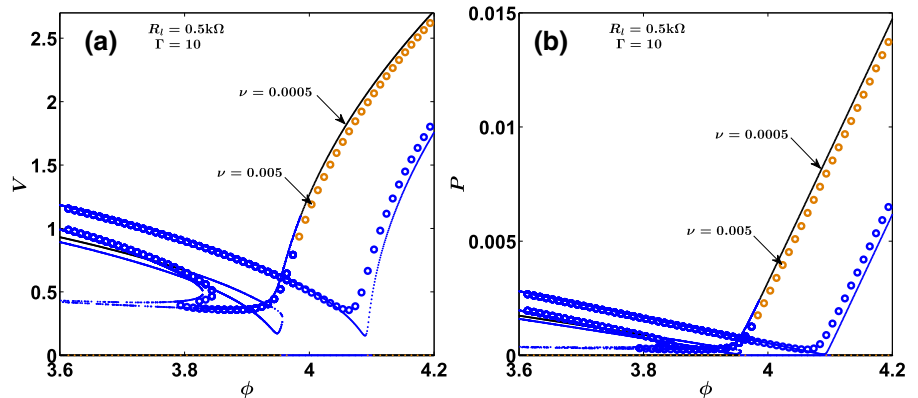 (a)
R_l = 0.5kΩ
Γ = 10
ν = 0.0005
ν = 0.005
V
2.5
2
1.5
1
0.5
0
3.6
3.8
4
4.2
ϕ
(b)
R_l = 0.5kΩ
Γ = 10
ν = 0.0005
ν = 0.005
P
0.015
0.01
0.005
0
3.6
3.8
4
4.2
ϕ